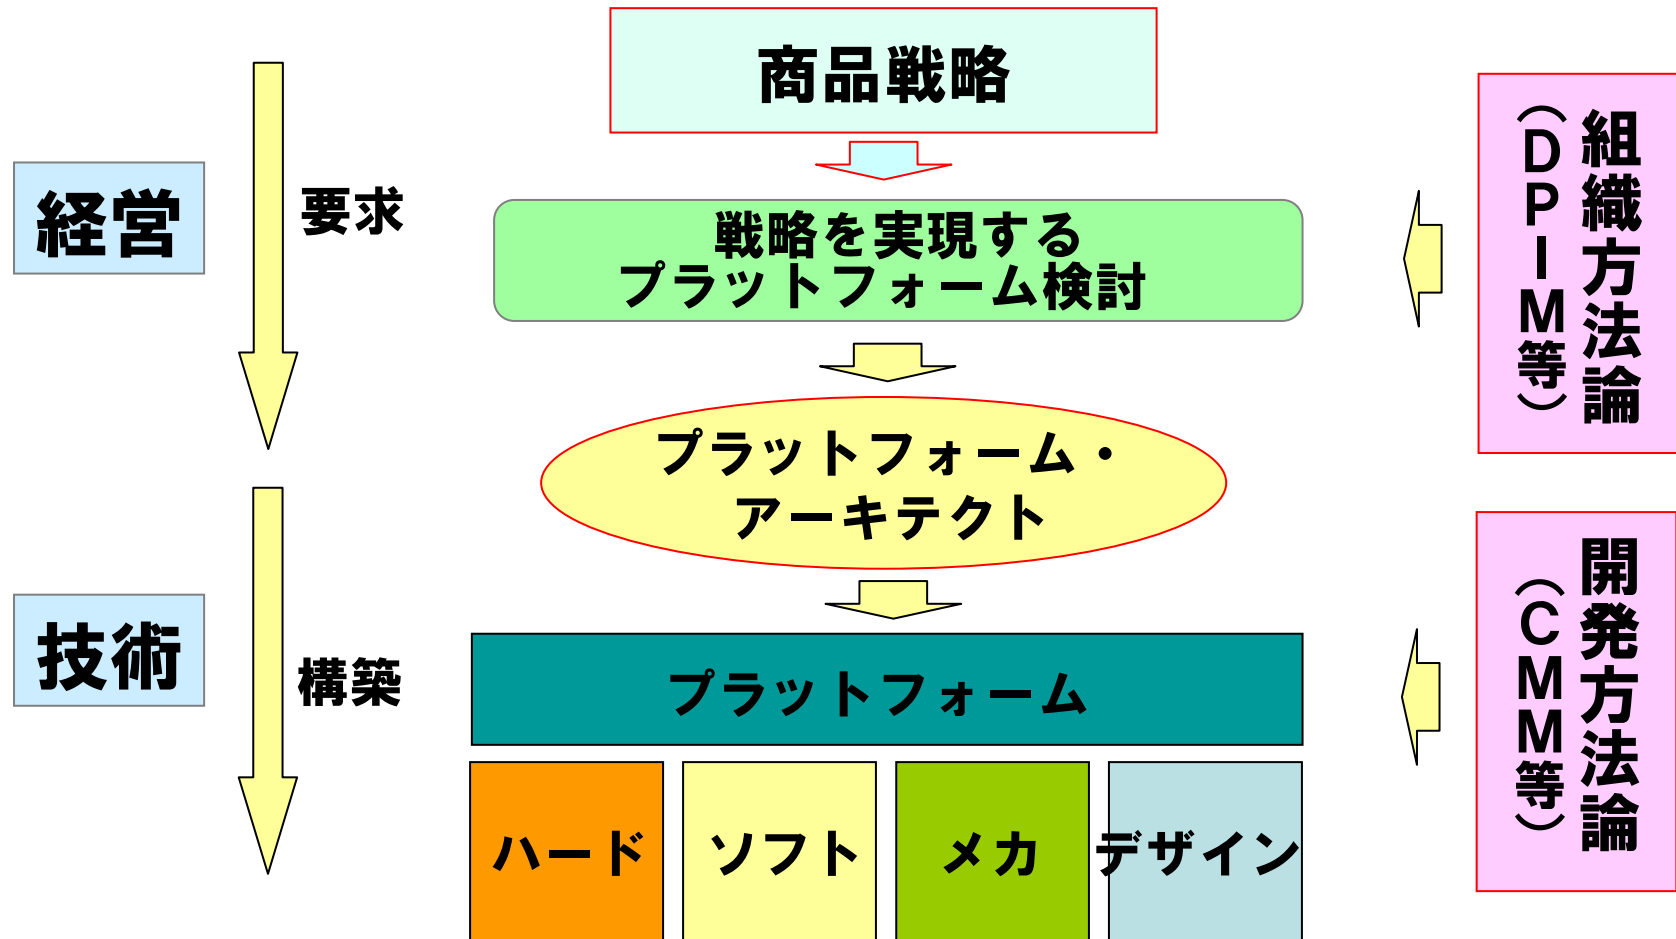 商品戦略
経営
要求
戦略を実現する
プラットフォーム検討
組織方法論
（DPIM等）
プラットフォーム・
アーキテクト
技術
構築
プラットフォーム
開発方法論
（CMM等）
ハード
ソフト
メカ
デザイン